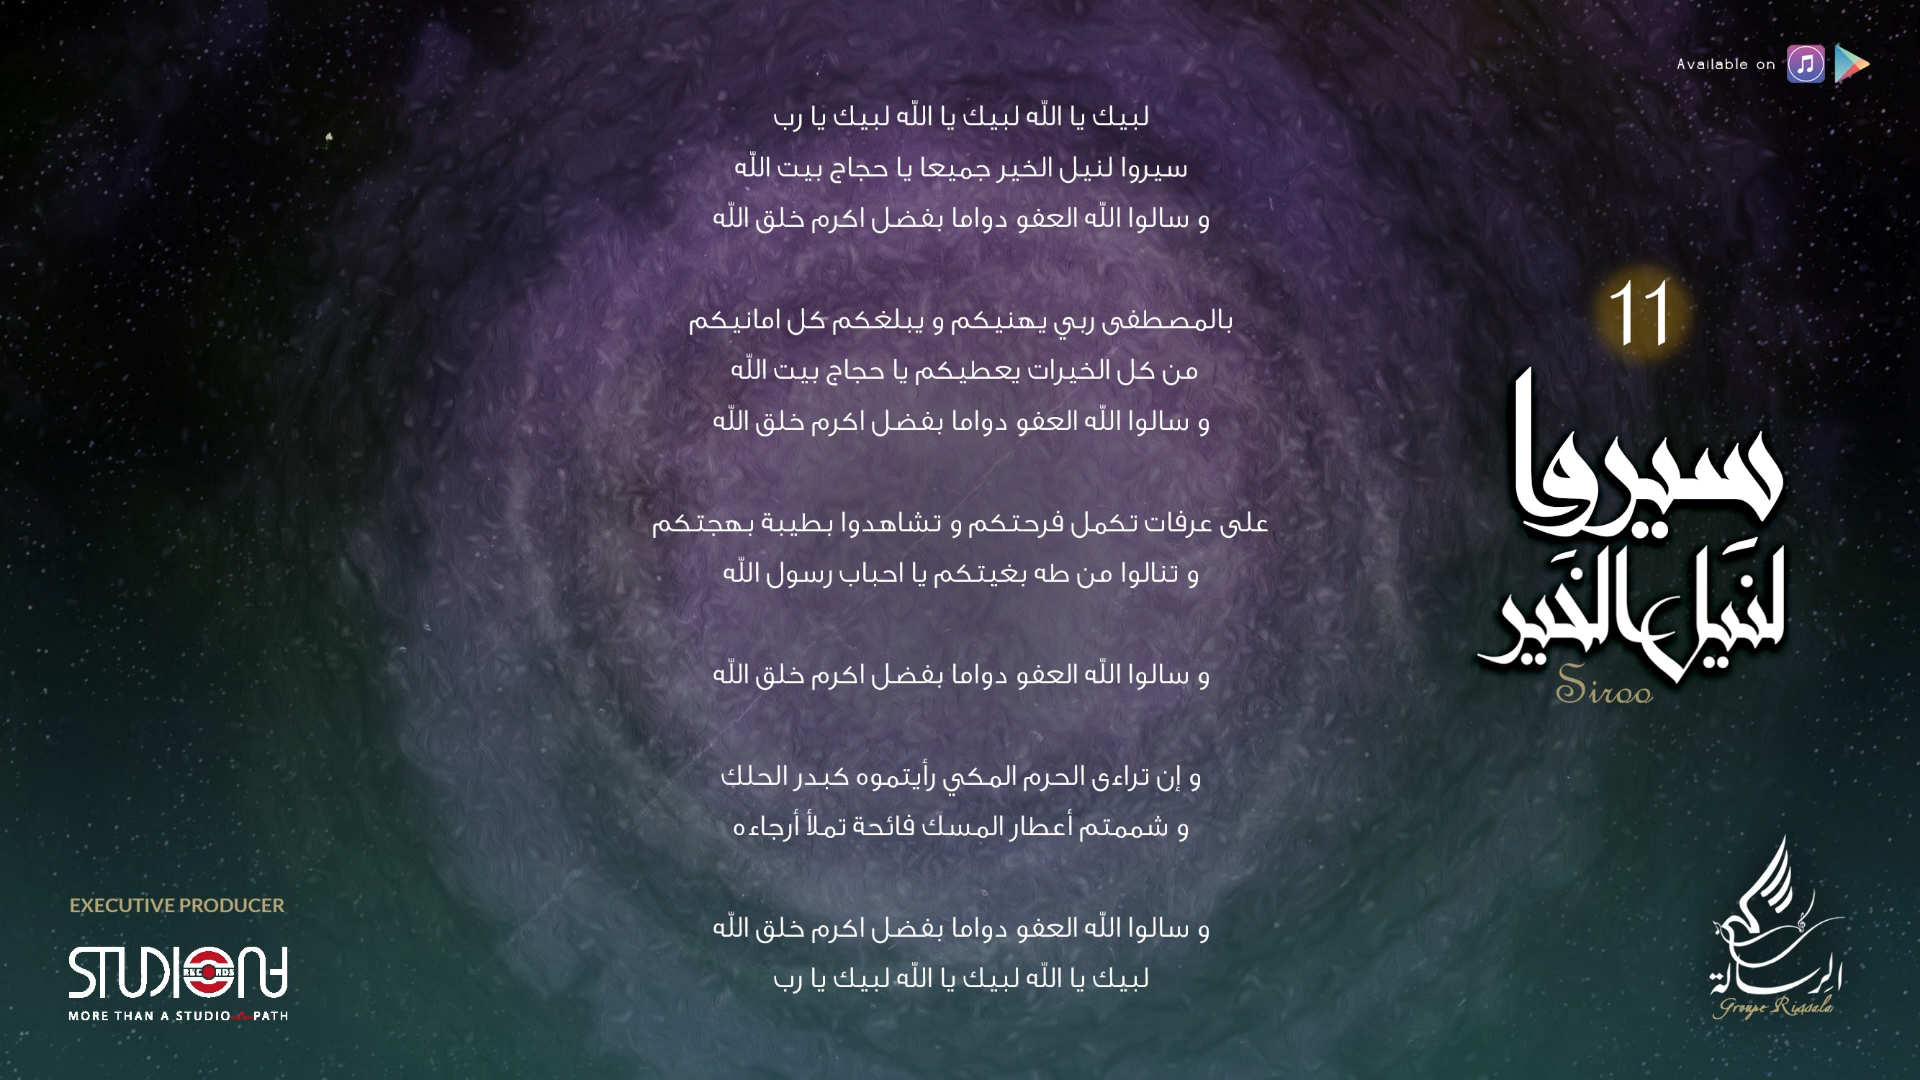 Available on
لبيك يا الله لبيك يا الله لبيك يا رب
سيروا لنيل الخير جميعا يا حجاج بيت الله
و سالوا الله العفو دواما بفضل اكرم خلق الله
بالمصطفى ربي يهنيكم و يبلغكم كل امانيكم
من كل الخيرات يعطيكم يا حجاج بيت الله
و سالوا الله العفو دواما بفضل اكرم خلق الله
على عرفات تكمل فرحتكم و تشاهدوا بطيبة بهجتكم
و تنالوا من طه بغيتكم يا احباب رسول الله
و سالوا الله العفو دواما بفضل اكرم خلق الله
و إن تراءى الحرم المكي رأيتموه كبدر الحلك
و شممتم أعطار المسك فائحة تملأ أرجاءه
و سالوا الله العفو دواما بفضل اكرم خلق الله
لبيك يا الله لبيك يا الله لبيك يا رب
11
سيروا
لنَيل الخَير
Siroo
EXECUTIVE PRODUCER
STUDIO
RECORDS
MORE THAN A STUDIO PATH
الرسالة
Groupe Rissala